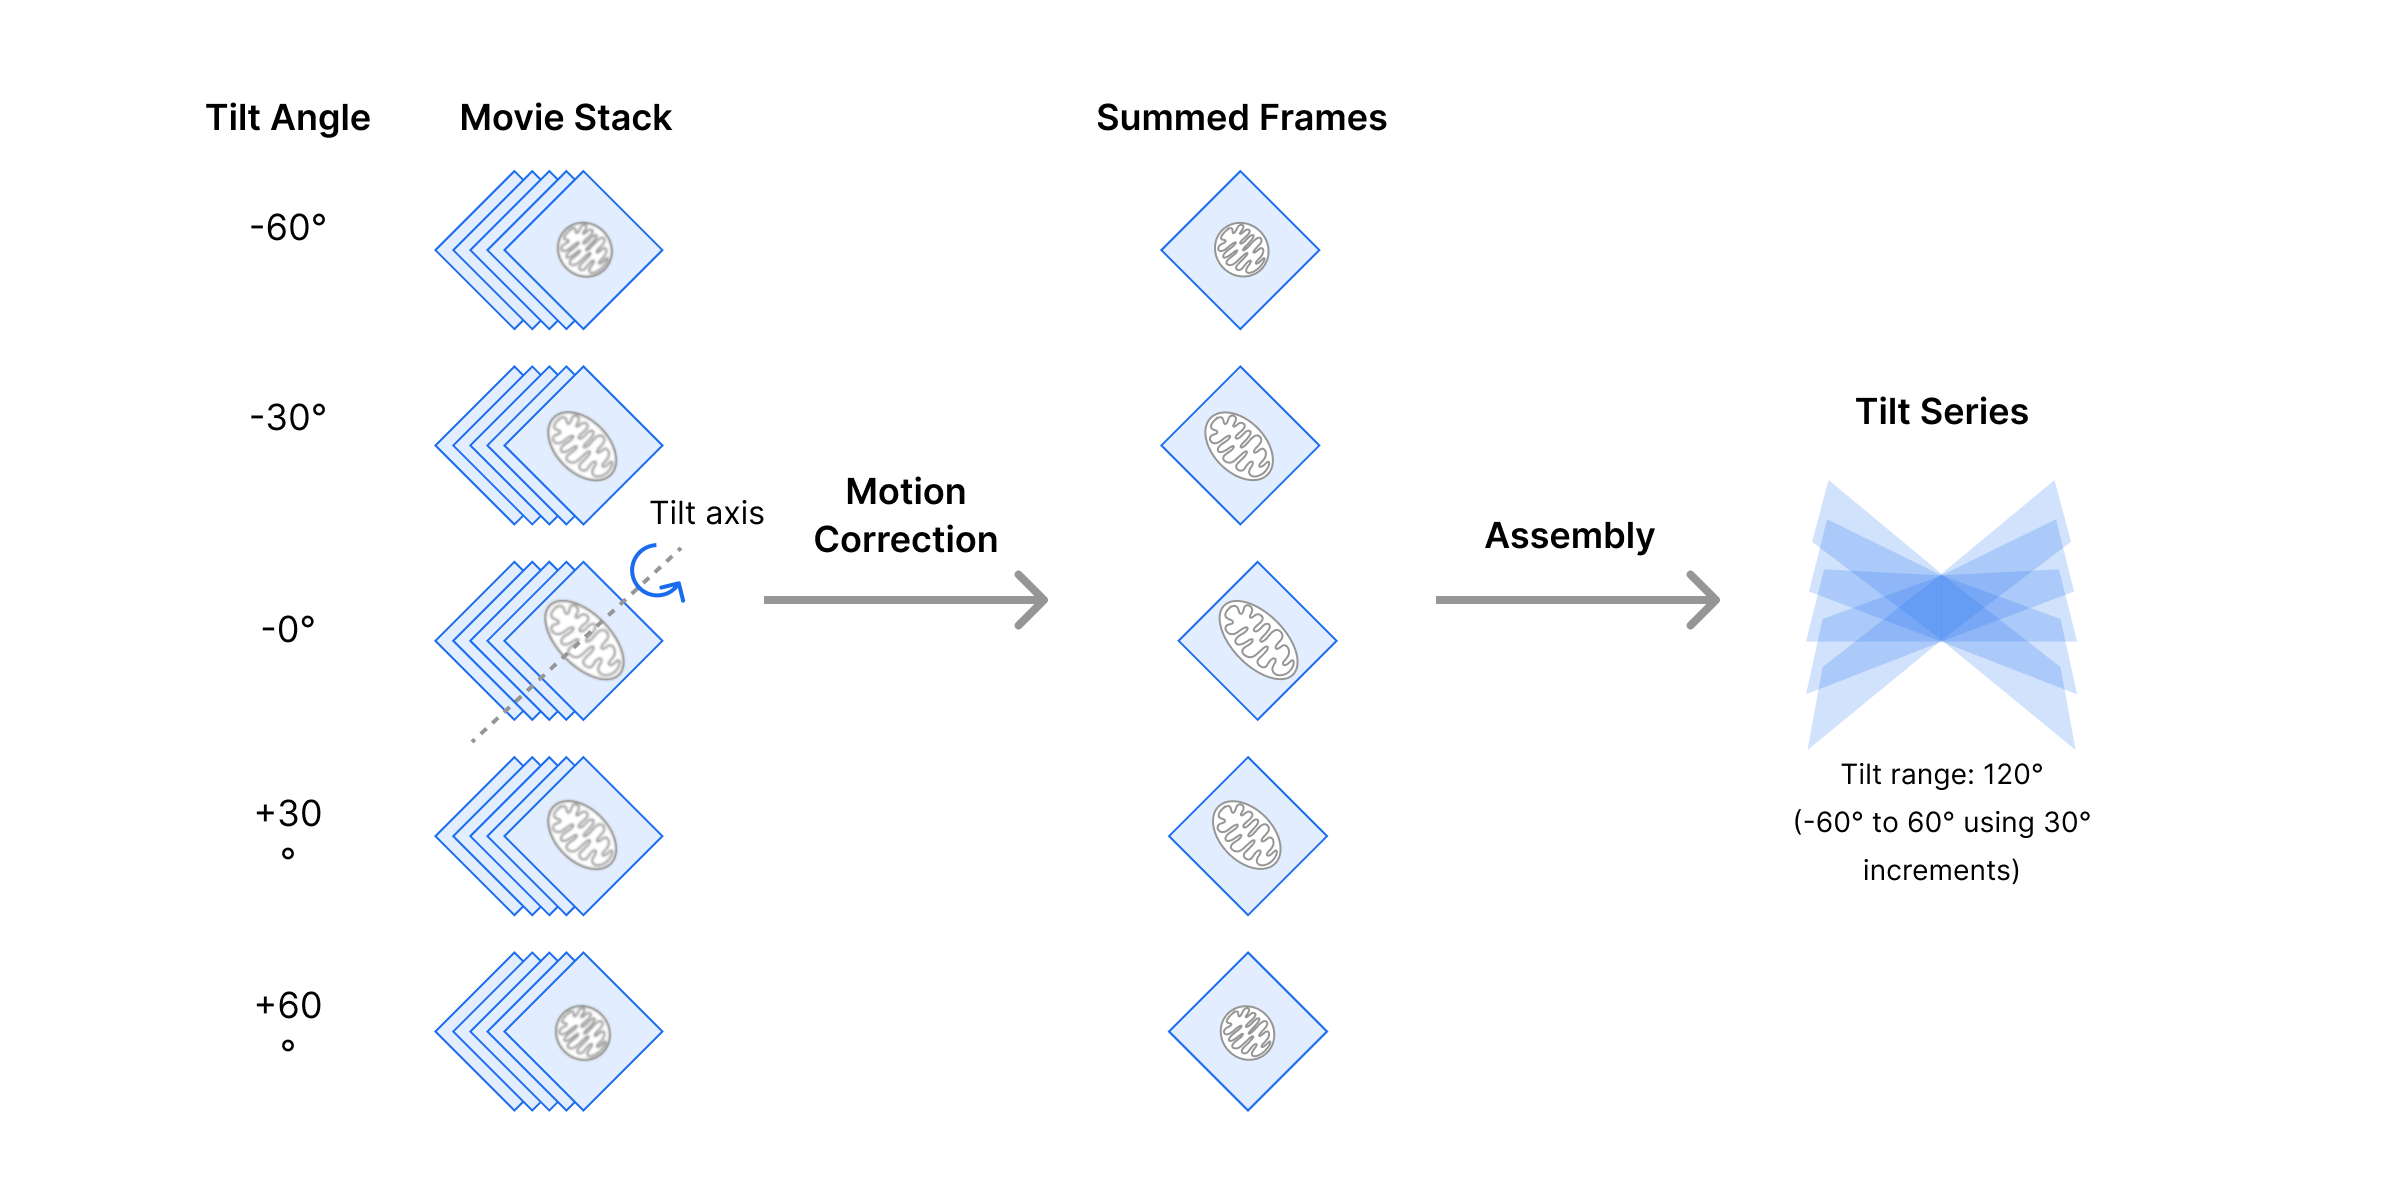 Tilt Angle
Movie Stack
Summed Frames
-60°
-30°
Tilt Series
Tilt axis
Motion
Correction
Assembly
-0°
Tilt range: 120°
(-60° to 60° using 30°
increments)
+30
°
+60
°